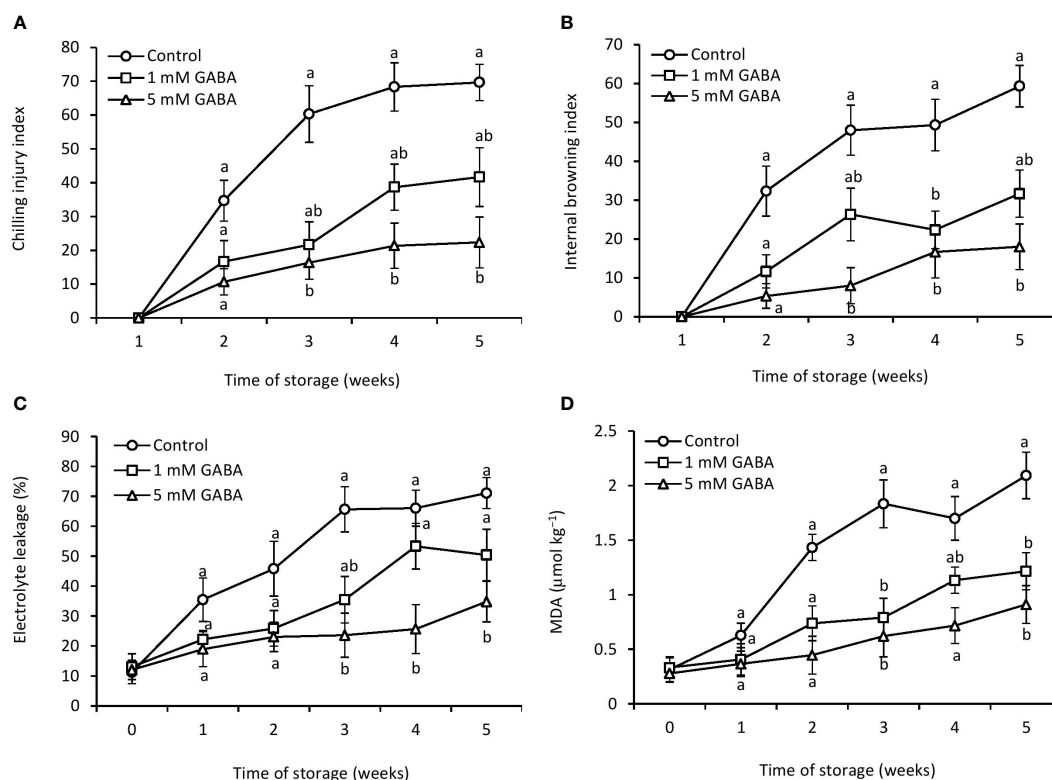 A
Chilling injury index
80
70
60
50
40
30
20
10
0
Control
1 mM GABA
5 mM GABA
a
a
a
a
a
ab
ab
ab
a
b
b
b
1
2
3
4
5
Time of storage (weeks)
B
Internal browning index
70
60
50
40
30
20
10
0
Control
1 mM GABA
5 mM GABA
a
a
a
a
a
ab
b
ab
a
b
b
b
1
2
3
4
5
Time of storage (weeks)
C
Electrolyte leakage (%)
90
80
70
60
50
40
30
20
10
0
Control
1 mM GABA
5 mM GABA
a
a
a
a
a
a
a
ab
a
a
a
a
b
b
b
0
1
2
3
4
5
Time of storage (weeks)
D
MDA (µmol kg⁻¹)
2.5
2
1.5
1
0.5
0
Control
1 mM GABA
5 mM GABA
a
a
a
a
a
a
a
b
ab
b
a
a
b
a
b
0
1
2
3
4
5
Time of storage (weeks)